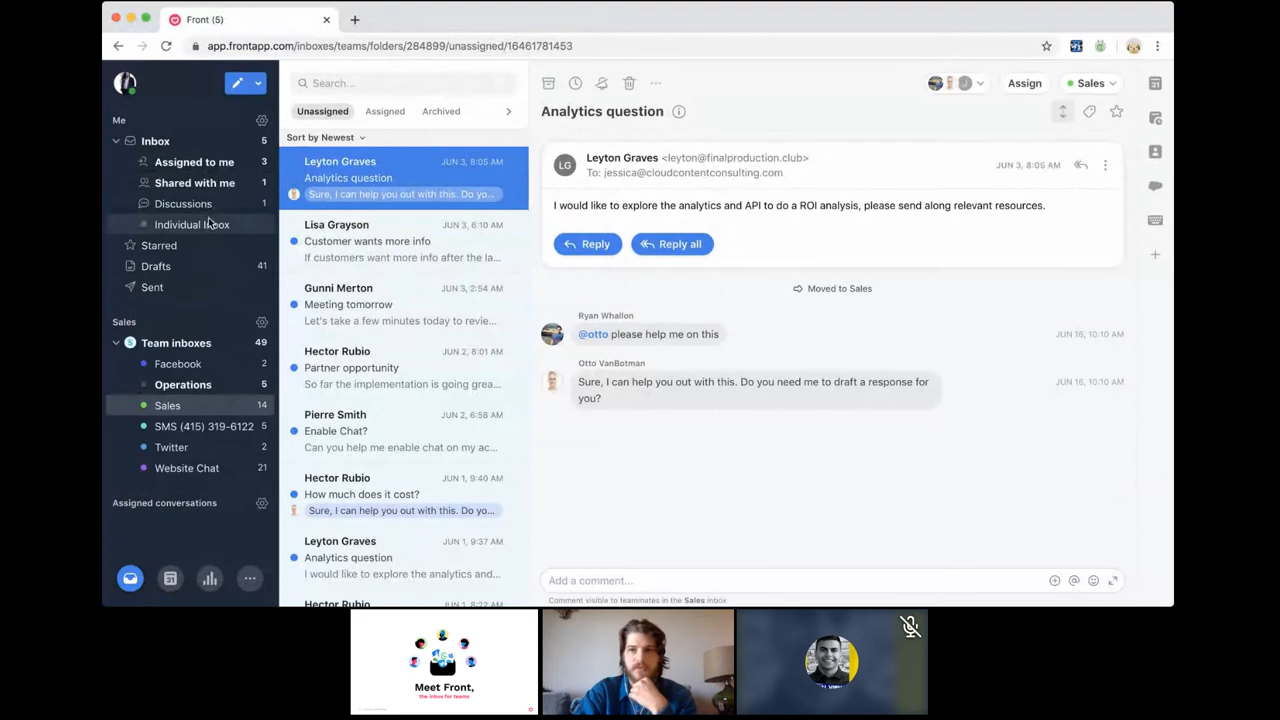 Front (5)
app.frontapp.com/inboxes/teams/folders/284899/unassigned/16461781453
Me
Inbox 5
Assigned to me 3
Shared with me 1
Discussions 1
Individual Inbox
Starred
Drafts 41
Sent
Sales
Team inboxes 49
Facebook 2
Operations 5
Sales 14
SMS (415) 319-6122 5
Twitter 2
Website Chat 21
Assigned conversations
Search...
Unassigned Assigned Archived
Sort by Newest
Leyton Graves JUN 3, 8:05 AM
Analytics question
Sure, I can help you out with this. Do yo...
Lisa Grayson JUN 3, 6:10 AM
Customer wants more info
If customers want more info after the la...
Gunni Merton JUN 3, 2:54 AM
Meeting tomorrow
Let's take a few minutes today to revie...
Hector Rubio JUN 2, 8:01 AM
Partner opportunity
So far the implementation is going grea...
Pierre Smith JUN 2, 6:58 AM
Enable Chat?
Can you help me enable chat on my ac...
Hector Rubio JUN 1, 9:40 AM
How much does it cost?
Sure, I can help you out with this. Do yo...
Leyton Graves JUN 1, 9:37 AM
Analytics question
I would like to explore the analytics and...
Hector Rubio JUN 1, 8:22 AM
J Assign Sales
Analytics question
LG
Leyton Graves <leyton@finalproduction.club> JUN 3, 8:05 AM
To: jessica@cloudcontentconsulting.com
I would like to explore the analytics and API to do a ROI analysis, please send along relevant resources.
Reply Reply all
Moved to Sales
Ryan Whallon
@otto please help me on this JUN 16, 10:10 AM
Otto VanBotman
Sure, I can help you out with this. Do you need me to draft a response for JUN 16, 10:10 AM
you?
Add a comment...
Comment visible to teammates in the Sales inbox
31
Meet Front,
the inbox for teams